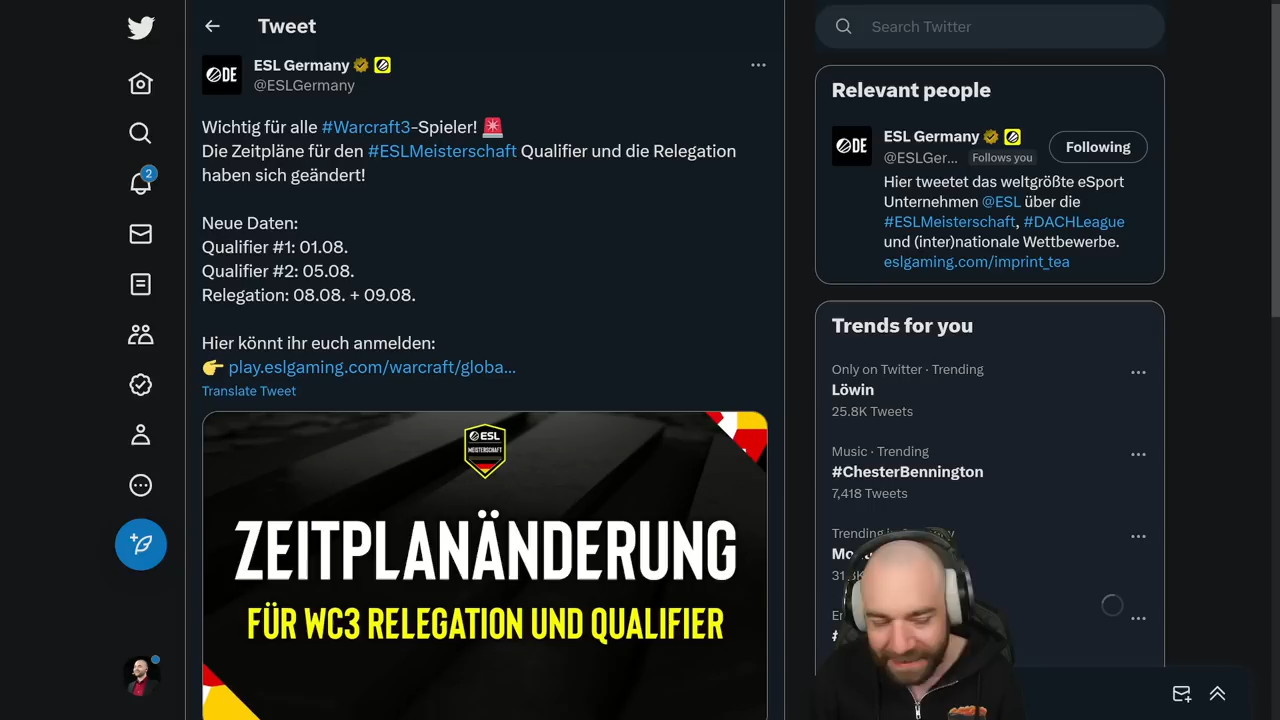 Tweet
DE
ESL Germany
@ESLGermany
Wichtig für alle #Warcraft3-Spieler! 🚨
Die Zeitpläne für den #ESLMeisterschaft Qualifier und die Relegation
haben sich geändert!
Neue Daten:
Qualifier #1: 01.08.
Qualifier #2: 05.08.
Relegation: 08.08. + 09.08.
Hier könnt ihr euch anmelden:
👉 play.eslgaming.com/warcraft/globa...
Translate Tweet
ESL
MEISTERSCHAFT
ZEITPLANÄNDERUNG
FÜR WC3 RELEGATION UND QUALIFIER
2
Search Twitter
Relevant people
DE
ESL Germany
@ESLGer... Follows you
Following
Hier tweetet das weltgrößte eSport
Unternehmen @ESL über die
#ESLMeisterschaft, #DACHLeague
und (inter)nationale Wettbewerbe.
eslgaming.com/imprint_tea
Trends for you
Only on Twitter · Trending
Löwin
25.8K Tweets
Music · Trending
#ChesterBennington
7,418 Tweets
Trending